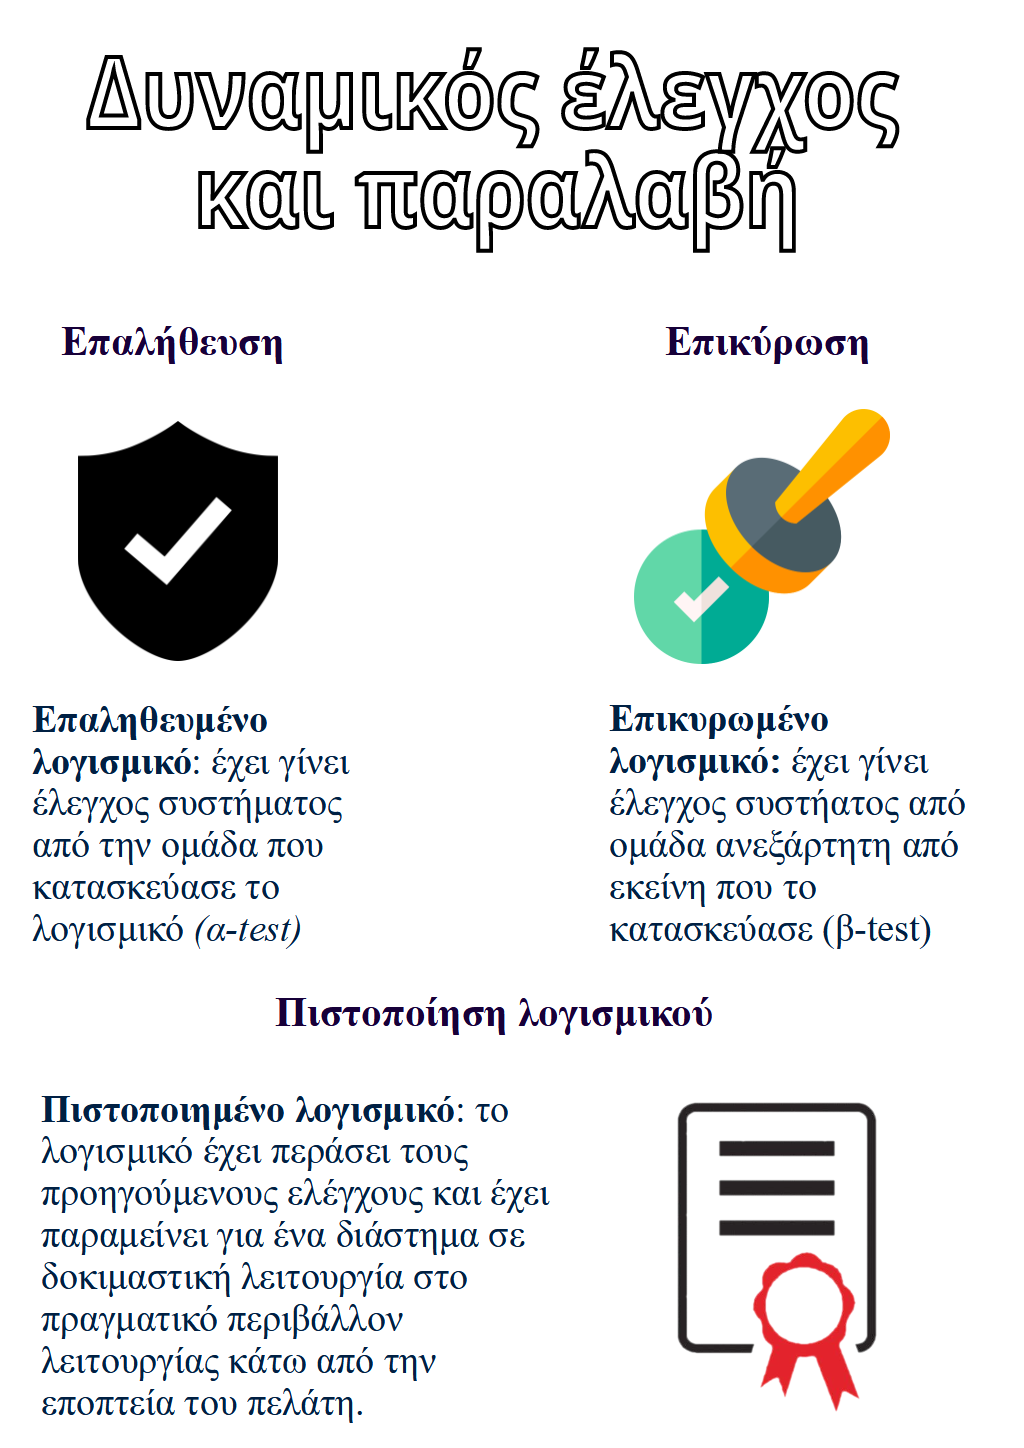 Δυναμικός έλεγχος
και παραλαβή
Επαλήθευση
Επικύρωση
Επαληθευμένο
λογισμικό: έχει γίνει
έλεγχος συστήματος
από την ομάδα που
κατασκεύασε το
λογισμικό (α-test)
Επικυρωμένο
λογισμικό: έχει γίνει
έλεγχος συστήατος από
ομάδα ανεξάρτητη από
εκείνη που το
κατασκεύασε (β-test)
Πιστοποίηση λογισμικού
Πιστοποιημένο λογισμικό: το
λογισμικό έχει περάσει τους
προηγούμενους ελέγχους και έχει
παραμείνει για ένα διάστημα σε
δοκιμαστική λειτουργία στο
πραγματικό περιβάλλον
λειτουργίας κάτω από την
εποπτεία του πελάτη.